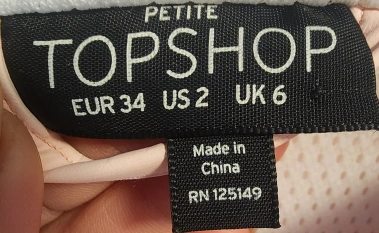 PETITE
TOPSHOP
EUR 34 US 2 UK 6
Made in
China
RN 125149